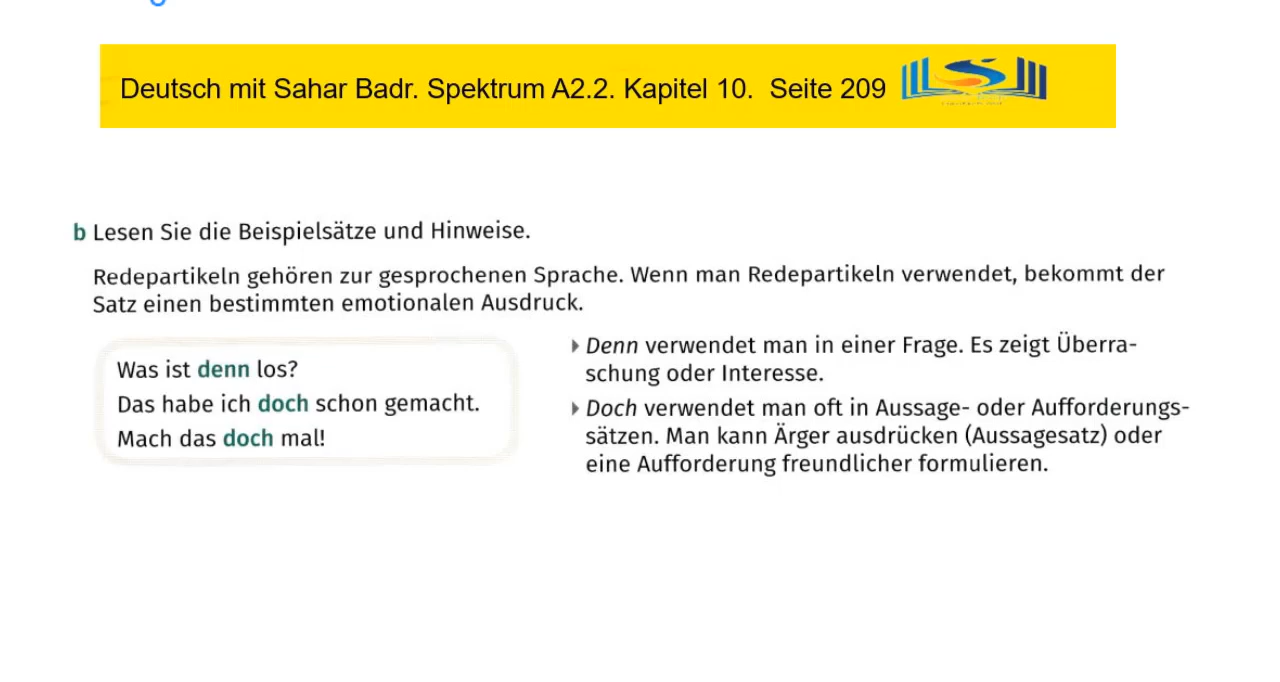 Deutsch mit Sahar Badr. Spektrum A2.2. Kapitel 10. Seite 209
b Lesen Sie die Beispielsätze und Hinweise.
Redepartikeln gehören zur gesprochenen Sprache. Wenn man Redepartikeln verwendet, bekommt der
Satz einen bestimmten emotionalen Ausdruck.
Was ist denn los?
Das habe ich doch schon gemacht.
Mach das doch mal!
Denn verwendet man in einer Frage. Es zeigt Überra-
schung oder Interesse.
Doch verwendet man oft in Aussage- oder Aufforderungs-
sätzen. Man kann Ärger ausdrücken (Aussagesatz) oder
eine Aufforderung freundlicher formulieren.